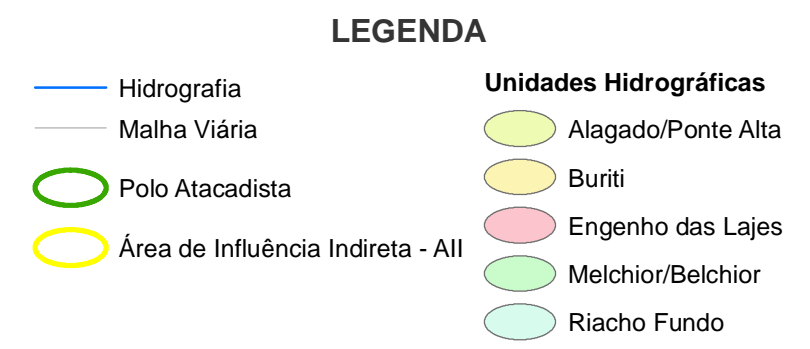 LEGENDA
Hidrografia
Malha Viária
Polo Atacadista
Área de Influência Indireta - AII
Unidades Hidrográficas
Alagado/Ponte Alta
Buriti
Engenho das Lajes
Melchior/Belchior
Riacho Fundo